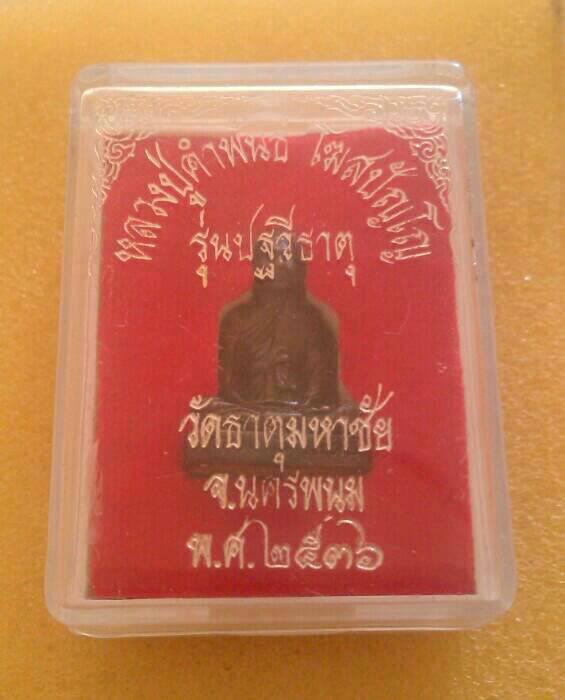 หลวงปู่คำพันธ์ โฆสปัญโญ
รุ่นปฐวีธาตุ
วัดธาตุมหาชัย
จ.นครพนม
พ.ศ.๒๕๓๖